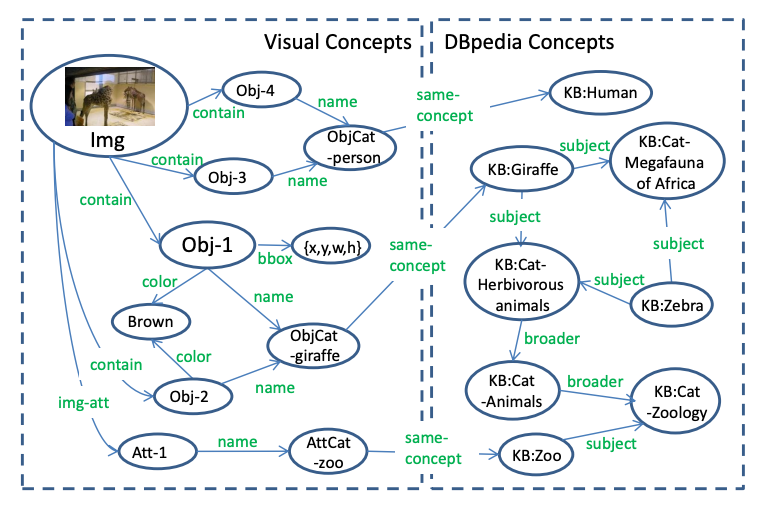 Visual Concepts
DBpedia Concepts
Img
contain
Obj-4
name
ObjCat
-person
same-
concept
KB:Human
contain
Obj-3
name
KB:Giraffe
subject
KB:Cat-
Megafauna
of Africa
contain
Obj-1
bbox
{x,y,w,h}
same-
concept
subject
KB:Cat-
Herbivorous
animals
subject
subject
KB:Zebra
color
name
Brown
ObjCat
-giraffe
broader
contain
color
Obj-2
name
KB:Cat
-Animals
broader
KB:Cat
-Zoology
img-att
Att-1
name
AttCat
-zoo
same-
concept
KB:Zoo
subject